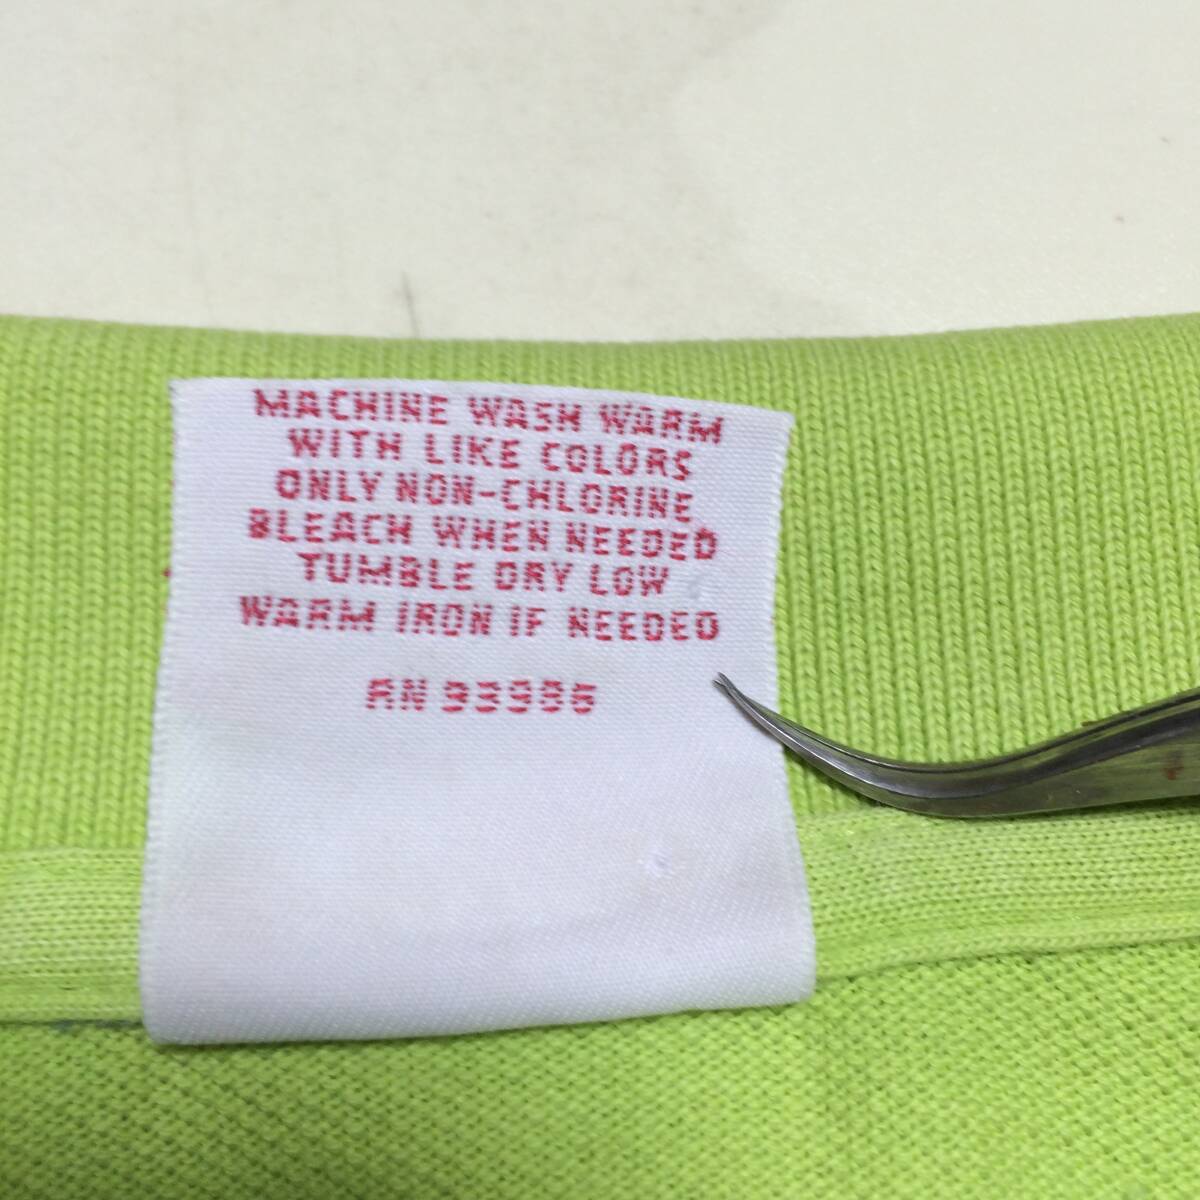 MACHINE WASH WARM
WITH LIKE COLORS
ONLY NON-CHLORINE
BLEACH WHEN NEEDED
TUMBLE DRY LOW
WARM IRON IF NEEDED
RN 93986